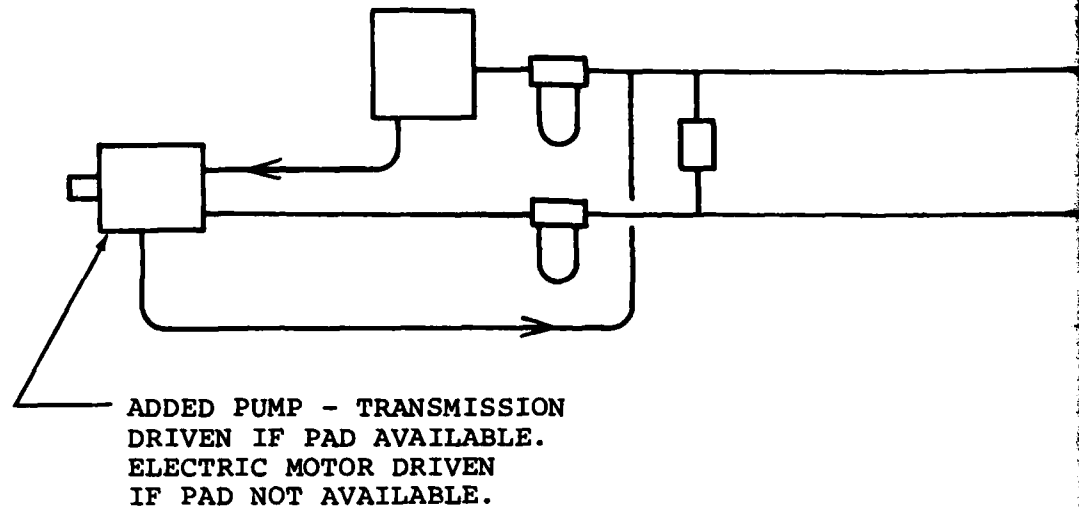 ADDED PUMP - TRANSMISSION
DRIVEN IF PAD AVAILABLE.
ELECTRIC MOTOR DRIVEN
IF PAD NOT AVAILABLE.